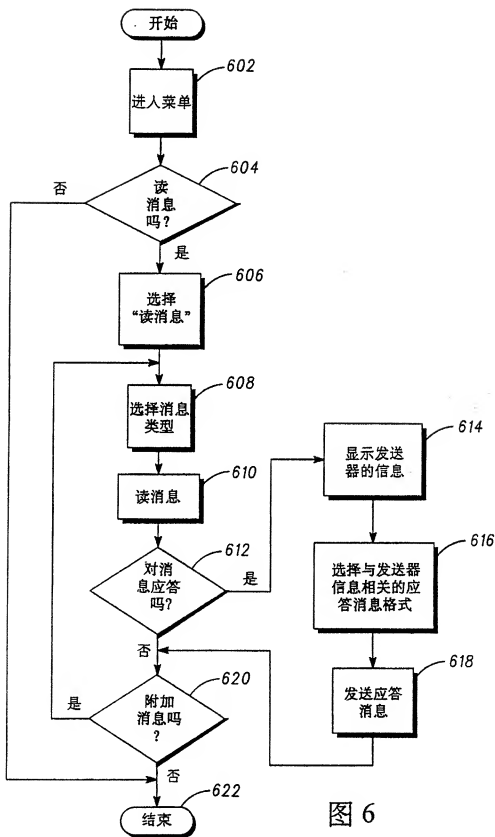 开始
602
进入菜单
604
否
读
消息
吗?
是
606
选择
“读消息”
608
选择消息
类型
610
读消息
612
对消
息应答
吗?
是
614
显示发送
器的信息
616
选择与发送器
信息相关的应
答消息格式
618
发送应答
消息
否
620
是
附加
消息吗
?
否
622
结束
图 6